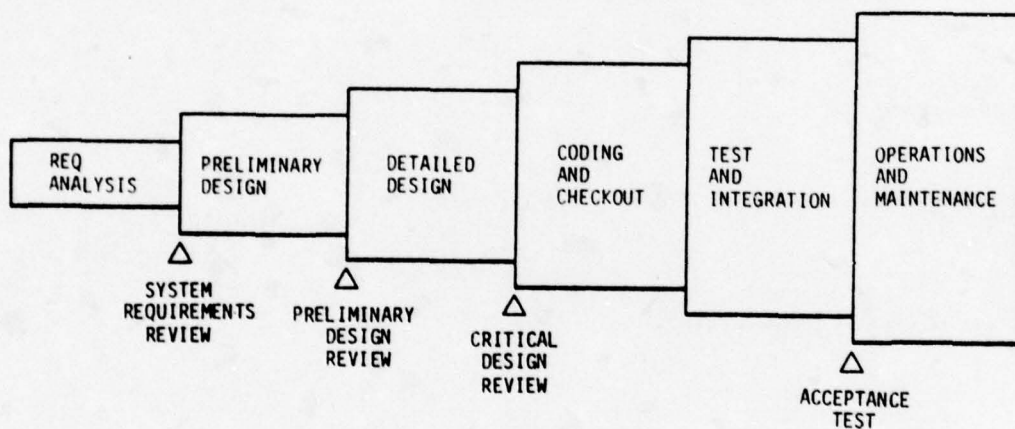 REQ
ANALYSIS
PRELIMINARY
DESIGN
DETAILED
DESIGN
CODING
AND
CHECKOUT
TEST
AND
INTEGRATION
OPERATIONS
AND
MAINTENANCE
SYSTEM
REQUIREMENTS
REVIEW
PRELIMINARY
DESIGN
REVIEW
CRITICAL
DESIGN
REVIEW
ACCEPTANCE
TEST